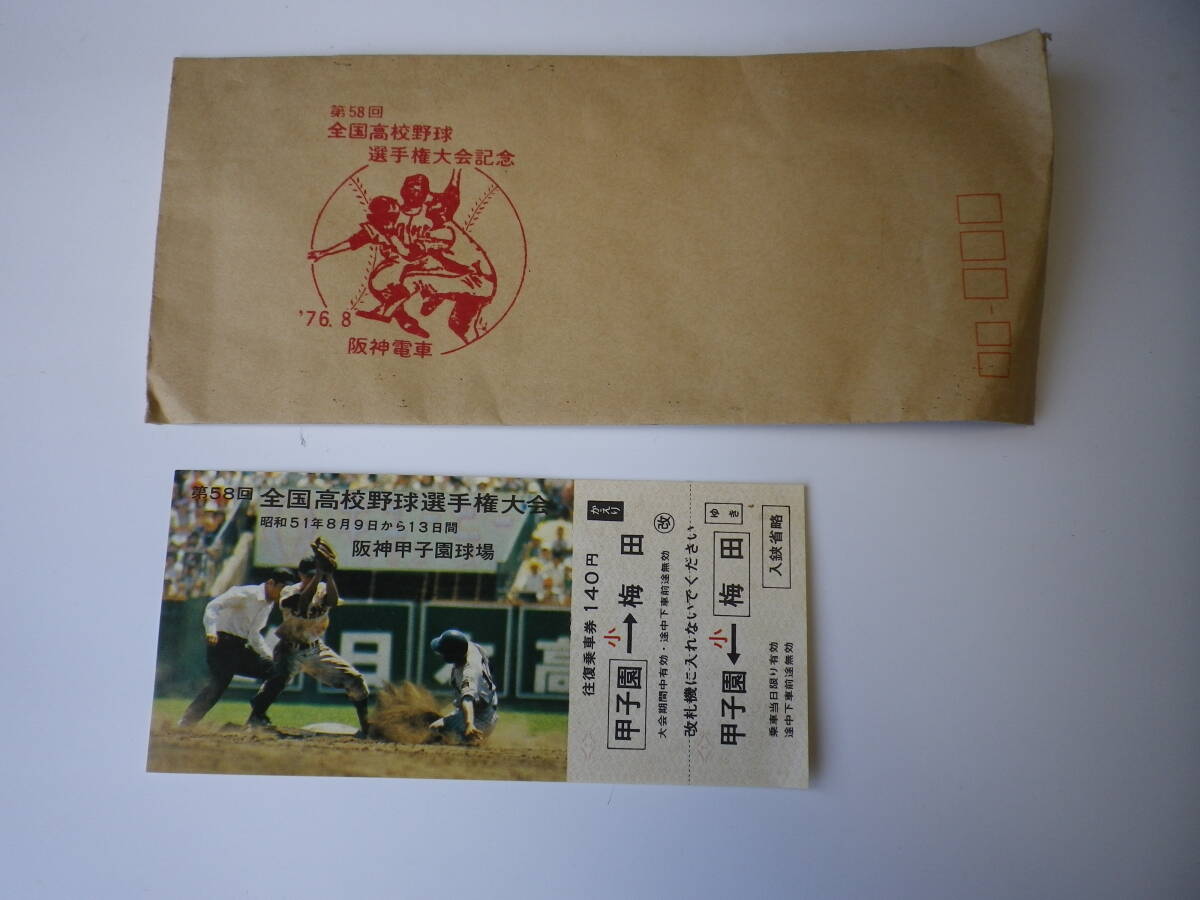 第58回
全国高校野球
選手権大会記念
'76.8
阪神電車
第58回 全国高校野球選手権大会
昭和51年8月9日から13日間
阪神甲子園球場
日本高
かえり
往復乗車券 140円
甲子園 → 梅田
小
改
大会期間中有効・途中下車前途無効
改札機に入れないでください
ゆき
甲子園 ← 梅田
小
入鋏省略
乗車当日限り有効
途中下車前途無効